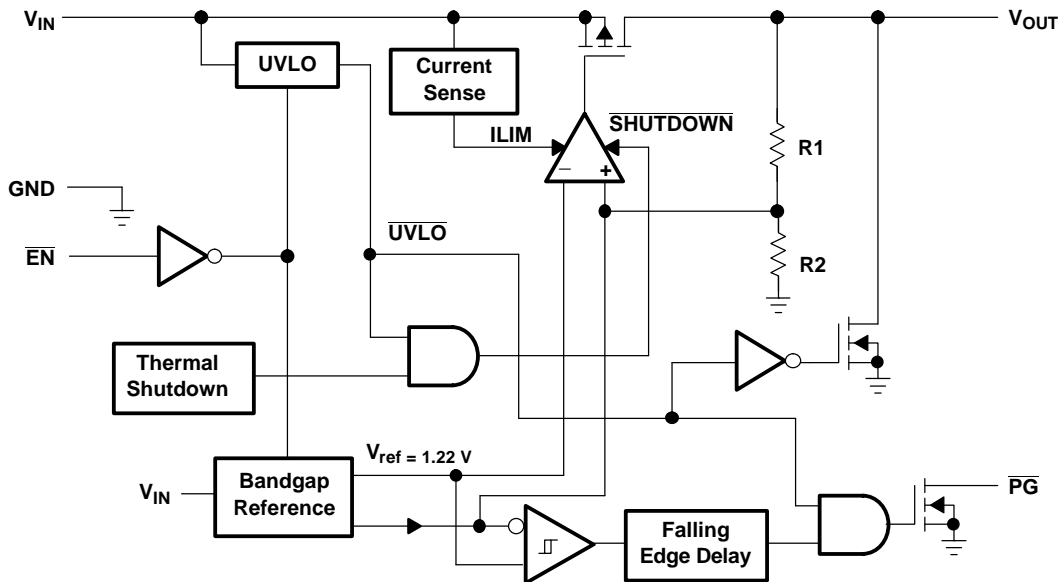 V_IN
V_OUT
UVLO
Current
Sense
SHUTDOWN
ILIM
R1
− +
GND
UVLO
EN
R2
Thermal
Shutdown
V_ref = 1.22 V
Bandgap
Reference
V_IN
PG
Falling
Edge Delay